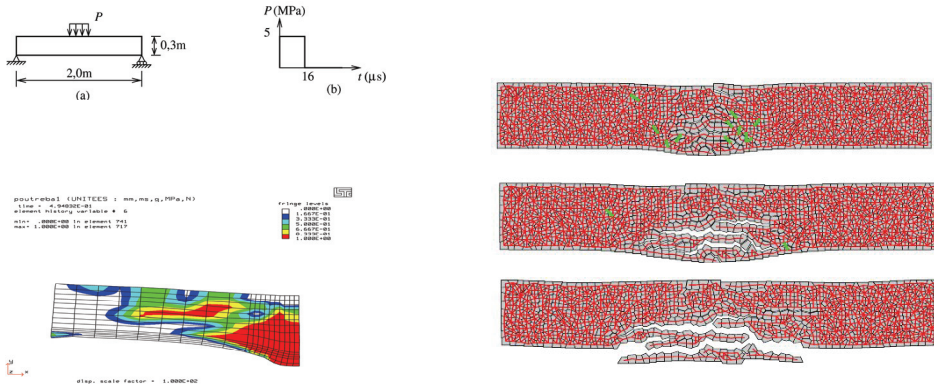 P
0,3m
2,0m
(a)
P (MPa)
5
16
t (μs)
(b)
poutreba1 (UNITEES : mm,ms,g,MPa,N)
time = 4.94832E-01
element history variable # 6
min= .000E+00 in element 741
max= 1.000E+00 in element 717
fringe levels
.000E+00
1.667E-01
3.333E-01
5.000E-01
6.667E-01
8.333E-01
1.000E+00
y
z x
disp. scale factor = 1.000E+02